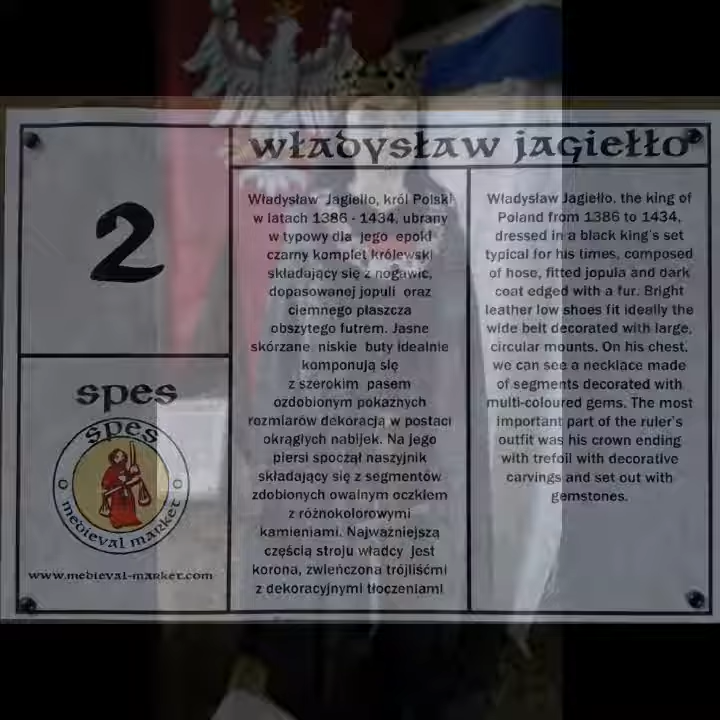 władysław jagiełło
2
spes
spes
medieval market
www.medieval-market.com
Władysław Jagiełło, król Polski
w latach 1386 - 1434, ubrany
w typowy dla jego epoki
czarny komplet królewski
składający się z nogawic,
dopasowanej jopuli oraz
ciemnego płaszcza
obszytego futrem. Jasne
skórzane niskie buty idealnie
komponują się
z szerokim pasem
ozdobionym pokaźnych
rozmiarów dekoracją w postaci
okrągłych nabijek. Na jego
piersi spoczął naszyjnik
składający się z segmentów
zdobionych owalnym oczkiem
z różnokolorowymi
kamieniami. Najważniejszą
częścią stroju władcy jest
korona, zwieńczona trójliśćmi
z dekoracyjnymi tłoczeniami
Władysław Jagiełło, the king of
Poland from 1386 to 1434,
dressed in a black king's set
typical for his times, composed
of hose, fitted jopula and dark
coat edged with a fur. Bright
leather low shoes fit ideally the
wide belt decorated with large,
circular mounts. On his chest,
we can see a necklace made
of segments decorated with
multi-coloured gems. The most
important part of the ruler's
outfit was his crown ending
with trefoil with decorative
carvings and set out with
gemstones.